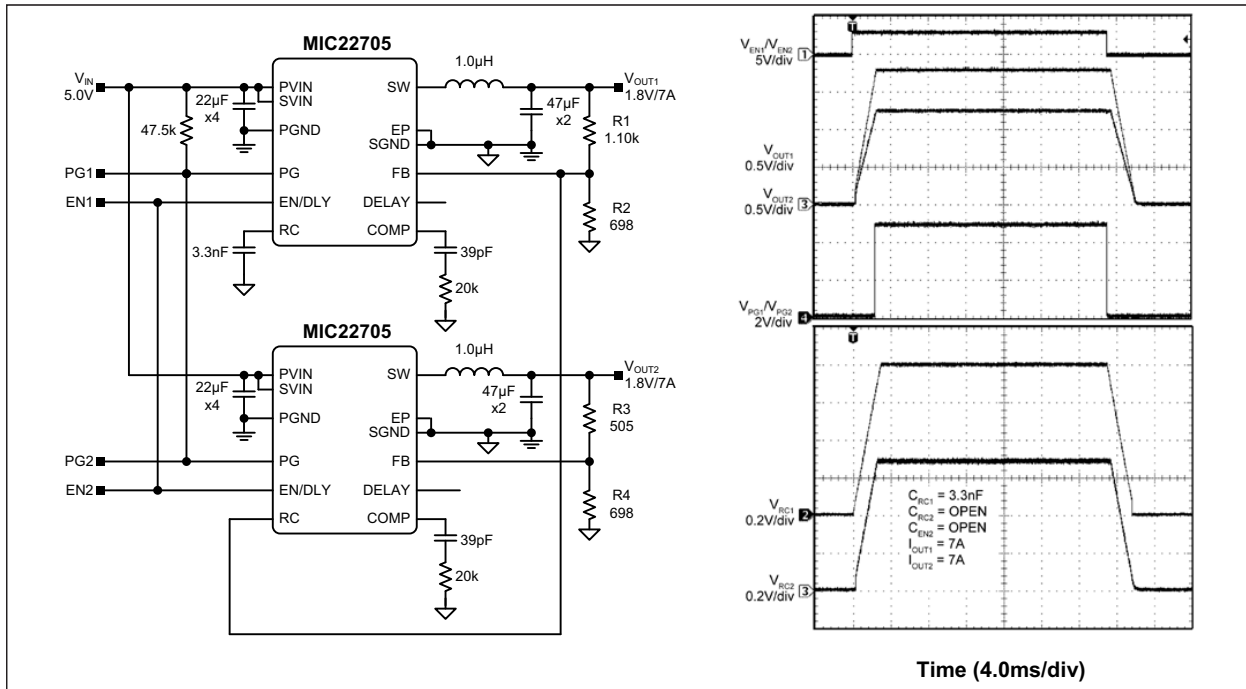 MIC22705
VIN
5.0V
47.5k
22µF
x4
PVIN
SVIN
PGND
PG
EN/DLY
RC
SW
EP
SGND
FB
DELAY
COMP
1.0µH
47µF
x2
VOUT1
1.8V/7A
R1
1.10k
R2
698
PG1
EN1
3.3nF
39pF
20k
MIC22705
22µF
x4
PVIN
SVIN
PGND
PG
EN/DLY
RC
SW
EP
SGND
FB
DELAY
COMP
1.0µH
47µF
x2
VOUT2
1.8V/7A
R3
505
R4
698
PG2
EN2
39pF
20k
T
VEN1/VEN2
5V/div
1
VOUT1
0.5V/div
VOUT2
0.5V/div
3
VPG1/VPG2
2V/div
4
T
CRC1 = 3.3nF
CRC2 = OPEN
CEN2 = OPEN
IOUT1 = 7A
IOUT2 = 7A
VRC1
0.2V/div
2
VRC2
0.2V/div
3
Time (4.0ms/div)